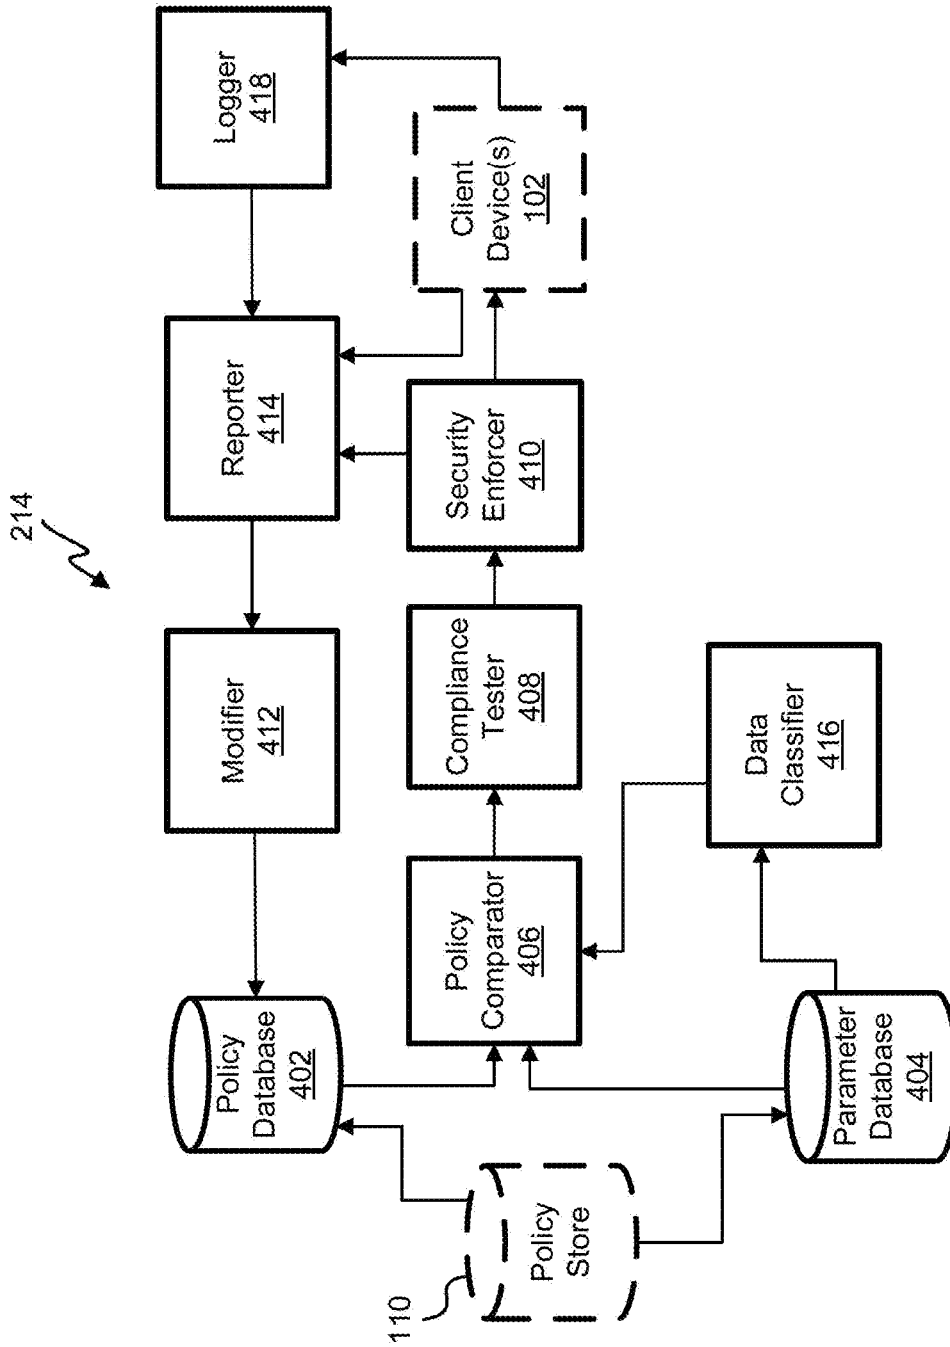 214
Policy
Database
402
Modifier
412
Reporter
414
Logger
418
110
Policy
Store
Policy
Comparator
406
Compliance
Tester
408
Security
Enforcer
410
Client
Device(s)
102
Parameter
Database
404
Data
Classifier
416